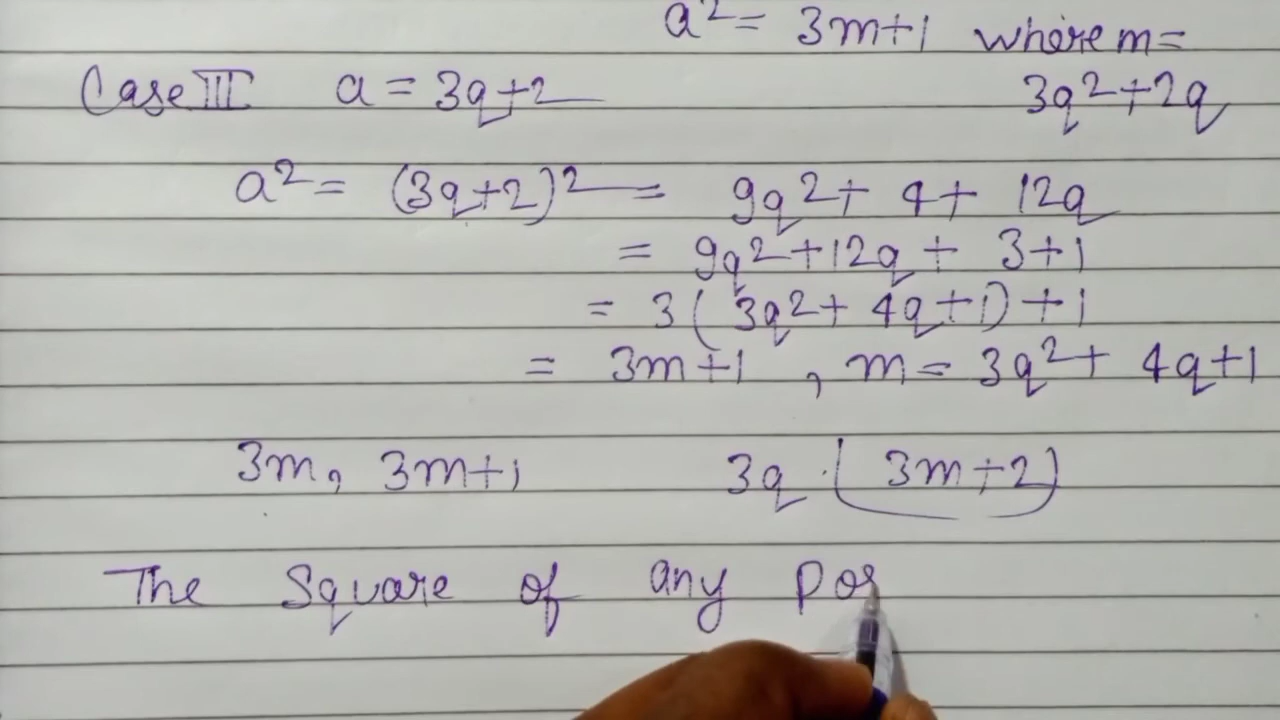 a² = 3m+1 where m =
3q²+2q
Case III a = 3q+2
a² = (3q+2)² = 9q²+ 4+ 12q
= 9q²+12q+ 3+1
= 3(3q²+ 4q+1)+1
= 3m+1 , m = 3q²+ 4q+1
3m, 3m+1 3q (3m+2)
The Square of any Pos